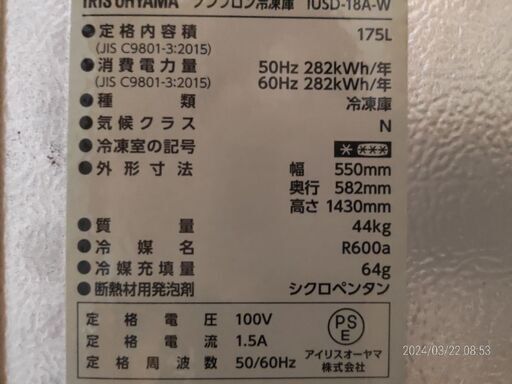 IRIS OHYAMA ノンフロン冷凍庫 IUSD-18A-W
●定格内容積 175L
(JIS C9801-3:2015)
●消費電力量 50Hz 282kWh/年
(JIS C9801-3:2015) 60Hz 282kWh/年
●種類 冷凍庫
●気候クラス N
●冷凍室の記号 * ***
●外形寸法 幅 550mm
奥行 582mm
高さ 1430mm
●質量 44kg
●冷媒名 R600a
●冷媒充填量 64g
●断熱材用発泡剤 シクロペンタン
定格電圧 100V
定格電流 1.5A
定格周波数 50/60Hz
PS
E
アイリスオーヤマ
株式会社
2024/03/22 08:53